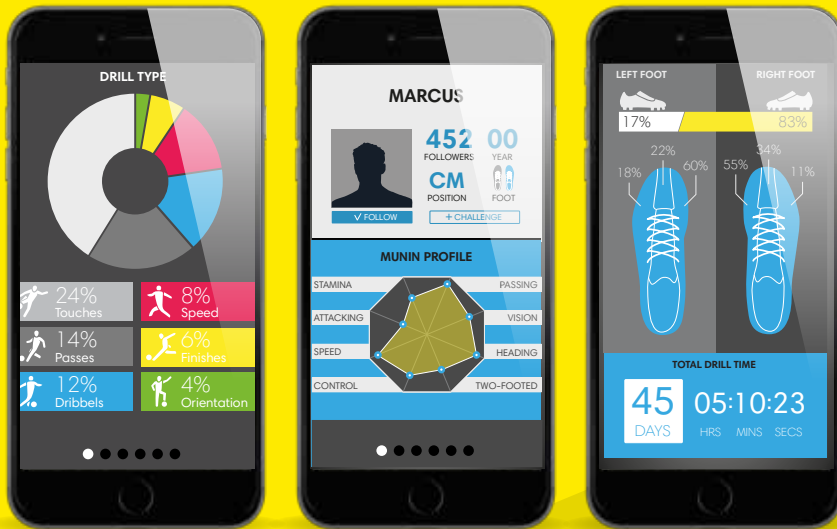 DRILL TYPE
24%
Touches
8%
Speed
14%
Passes
6%
Finishes
12%
Dribbels
4%
Orientation
MARCUS
452
FOLLOWERS
00
YEAR
CM
POSITION
FOOT
FOLLOW
+ CHALLENGE
MUNIN PROFILE
STAMINA
PASSING
ATTACKING
VISION
SPEED
HEADING
CONTROL
TWO-FOOTED
LEFT FOOT
RIGHT FOOT
17%
83%
18%
22%
60%
55%
34%
11%
TOTAL DRILL TIME
45
DAYS
05:10:23
HRS MINS SECS